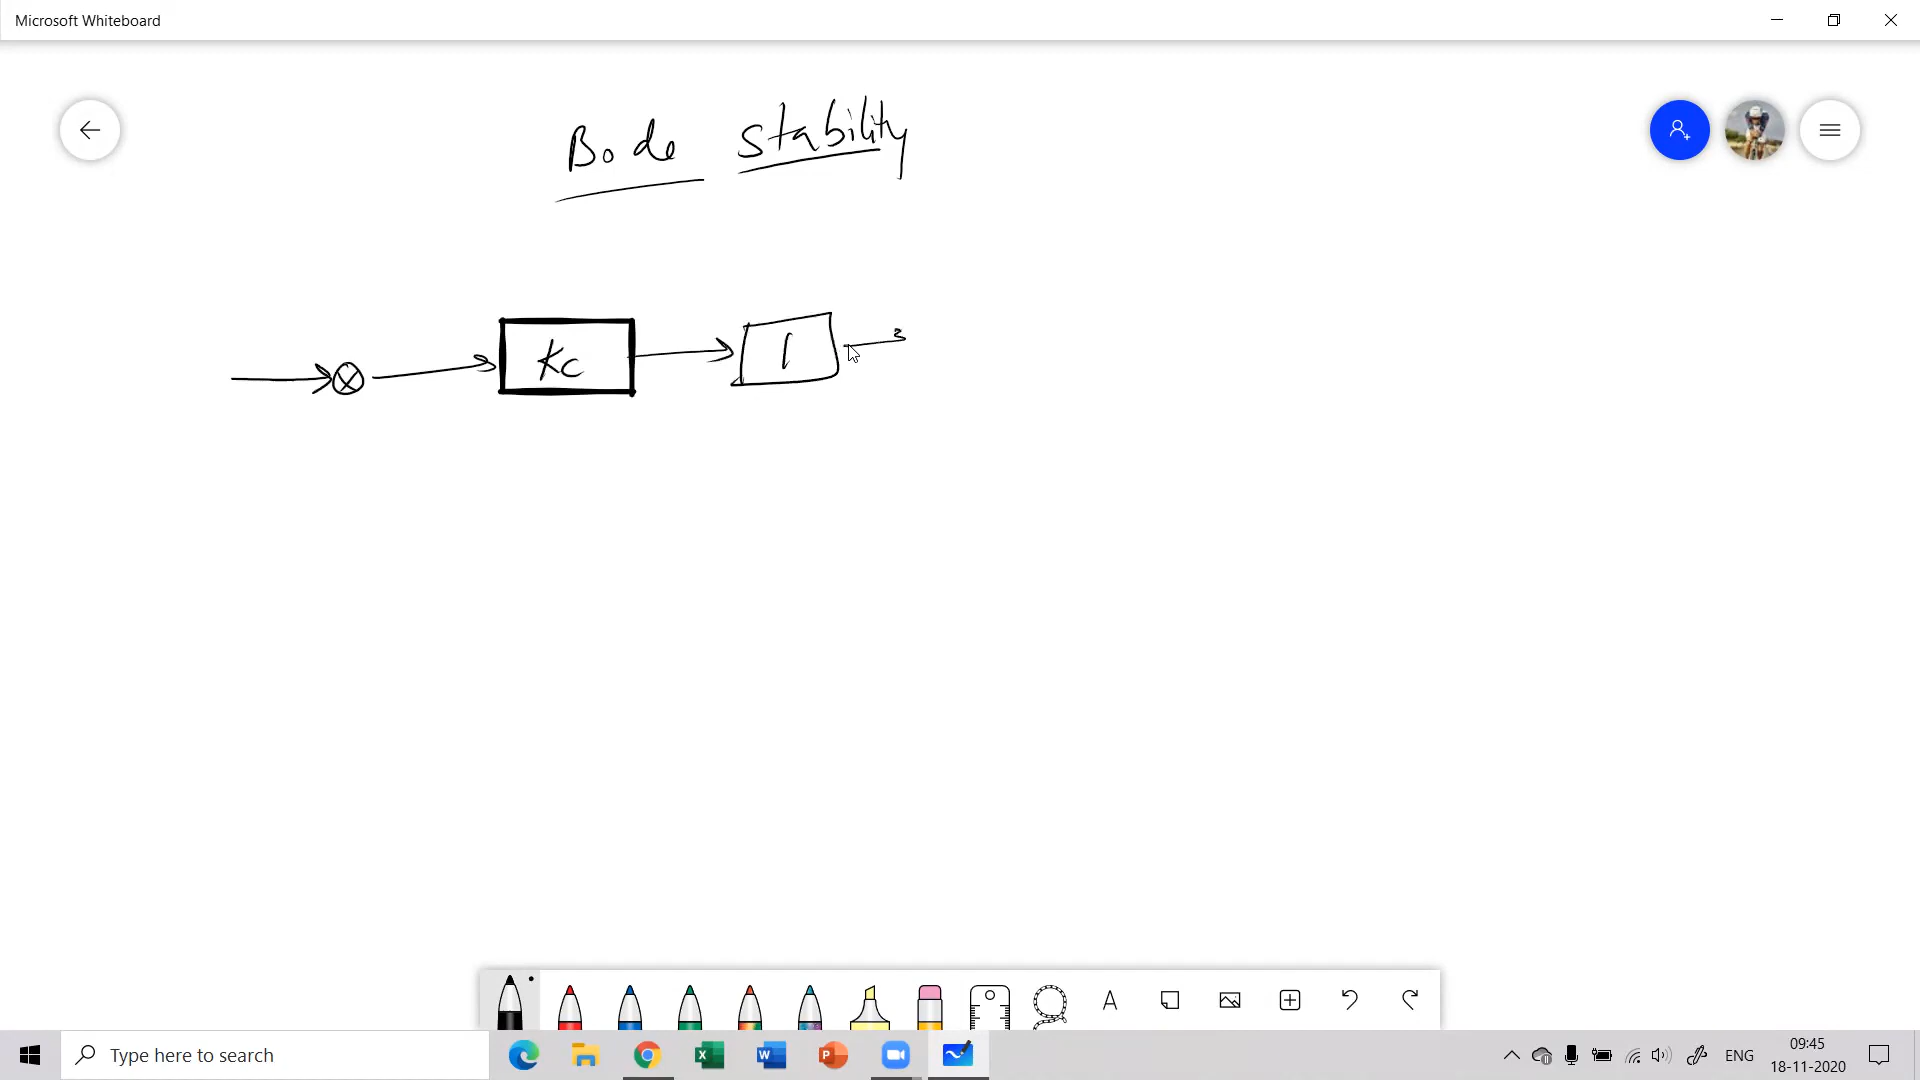 Microsoft Whiteboard
Bode stability
Kc
1
A
Type here to search
ENG
09:45
18-11-2020